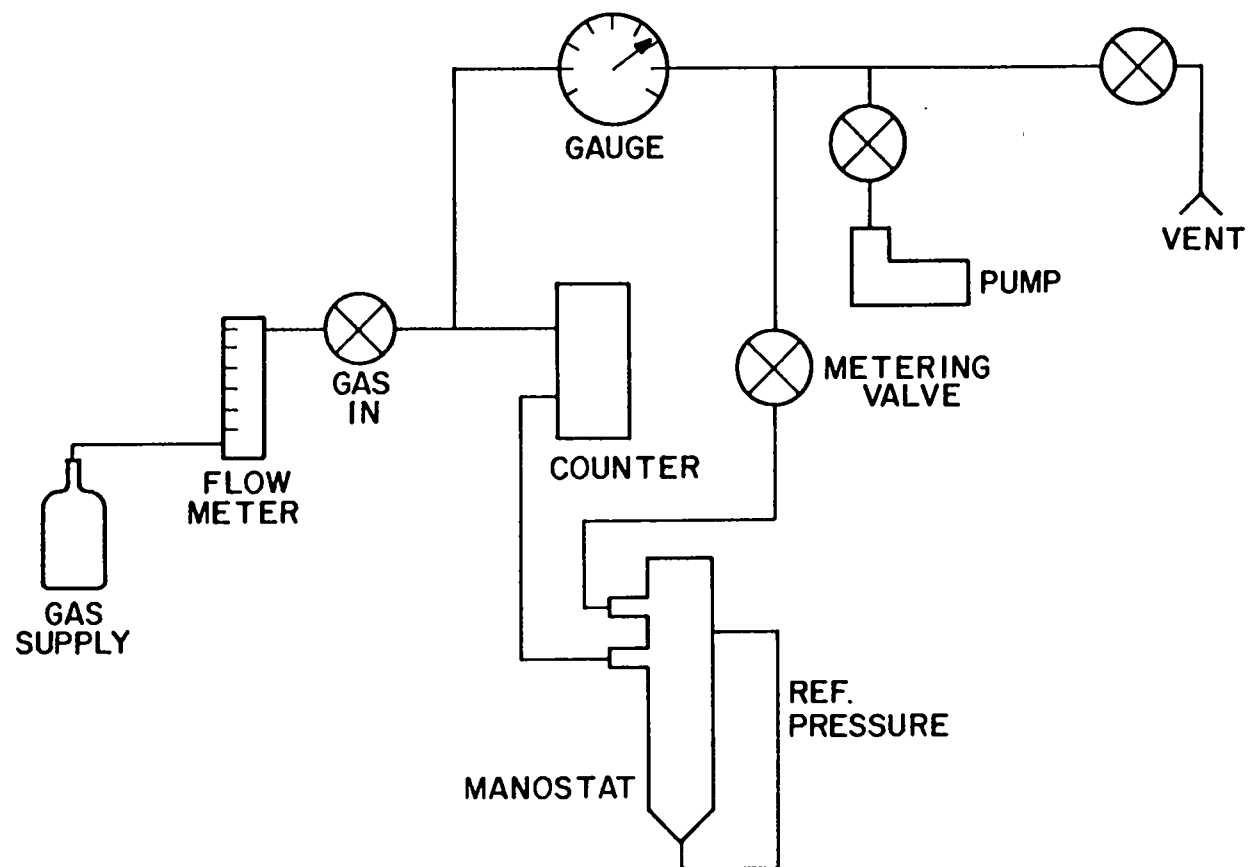 GAUGE
VENT
PUMP
GAS
IN
METERING
VALVE
COUNTER
FLOW
METER
GAS
SUPPLY
REF.
PRESSURE
MANOSTAT